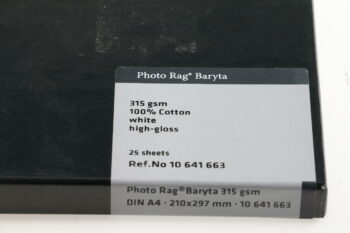 Photo Rag® Baryta
315 gsm
100% Cotton
white
high-gloss
25 sheets
Ref.No 10 641 663
Photo Rag® Baryta 315 gsm
DIN A4 · 210x297 mm · 10 641 663